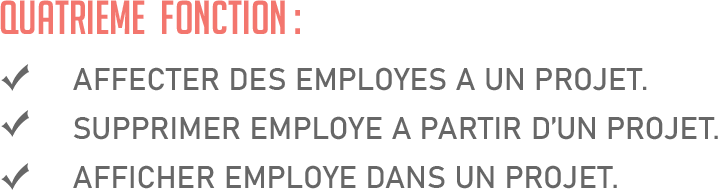 QUATRIEME FONCTION :
AFFECTER DES EMPLOYES A UN PROJET.
SUPPRIMER EMPLOYE A PARTIR D'UN PROJET.
AFFICHER EMPLOYE DANS UN PROJET.